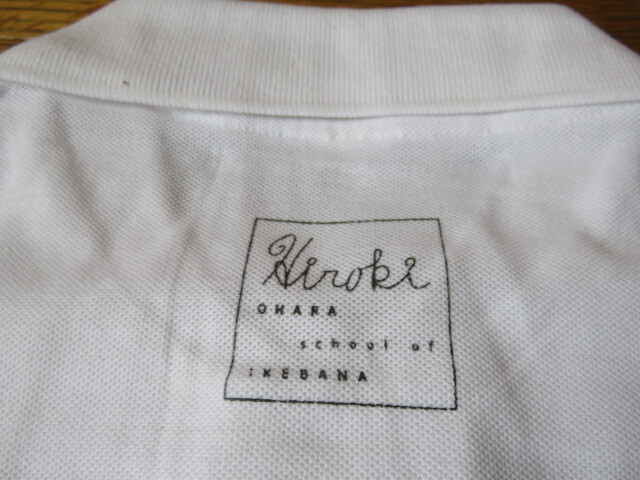 Hiroki
OHARA
school of
IKEBANA